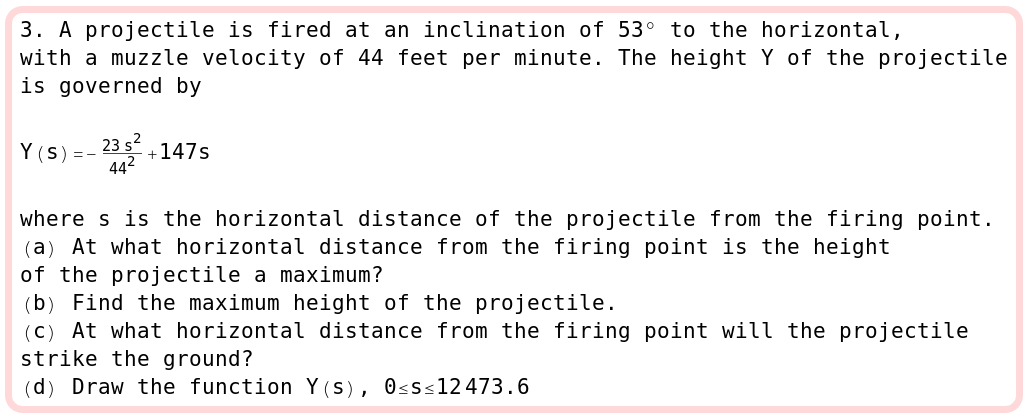 3. A projectile is fired at an inclination of 53° to the horizontal,
with a muzzle velocity of 44 feet per minute. The height Y of the projectile
is governed by
Y(s)=-\frac{23 s^2}{44^2}+147s
where s is the horizontal distance of the projectile from the firing point.
(a) At what horizontal distance from the firing point is the height
of the projectile a maximum?
(b) Find the maximum height of the projectile.
(c) At what horizontal distance from the firing point will the projectile
strike the ground?
(d) Draw the function Y(s), 0≤s≤12473.6